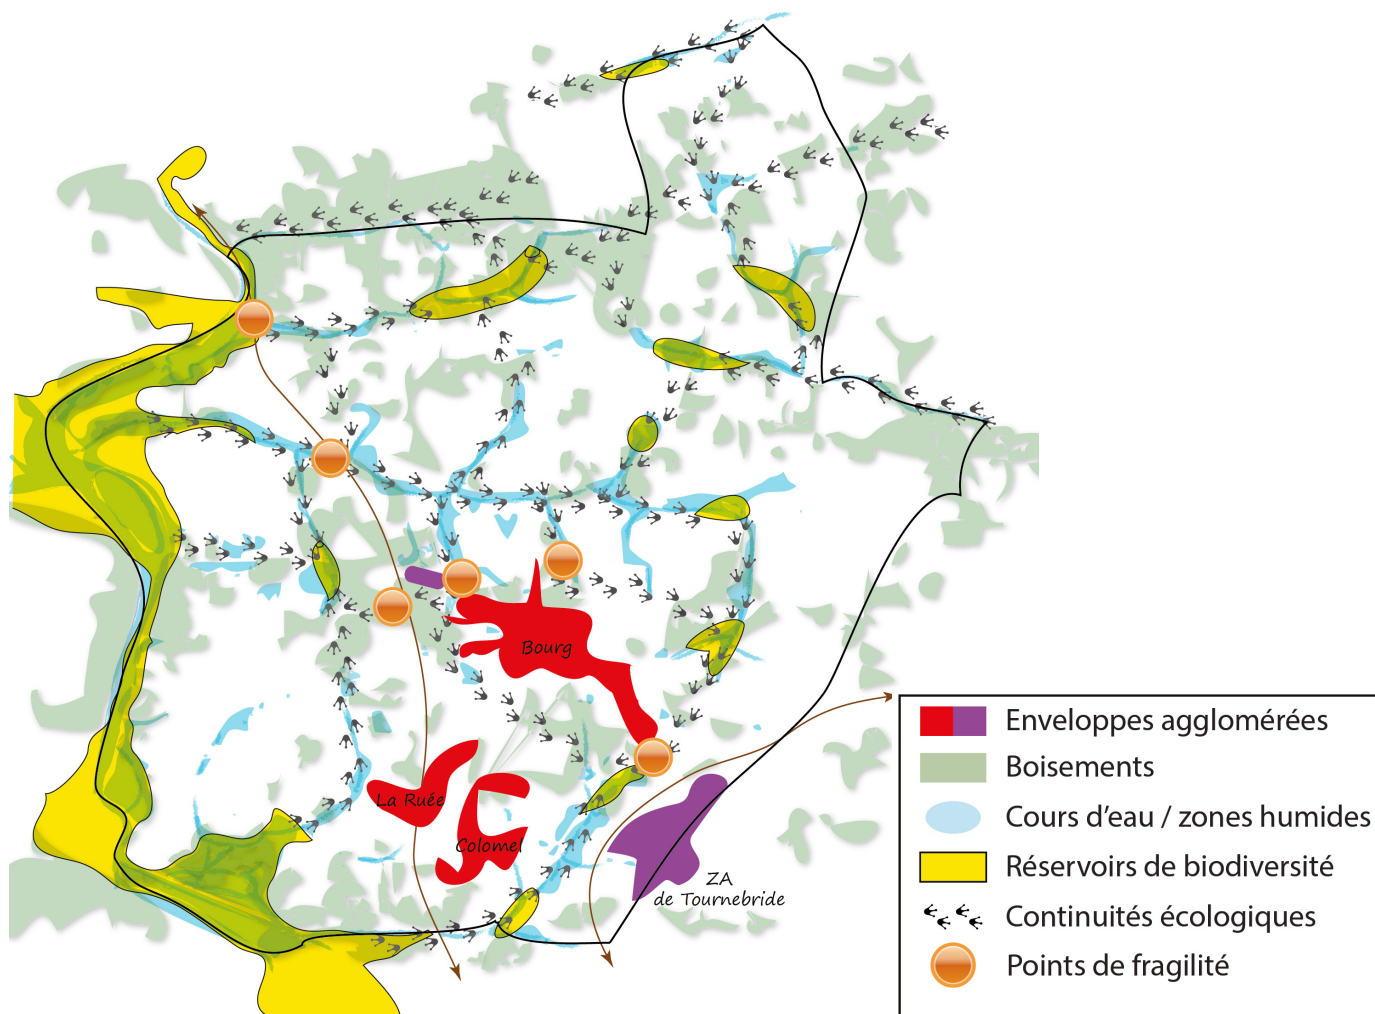 Bourg
La Ruée
Colomel
ZA
de Tournebride
Enveloppes agglomérées
Boisements
Cours d'eau / zones humides
Réservoirs de biodiversité
Continuités écologiques
Points de fragilité